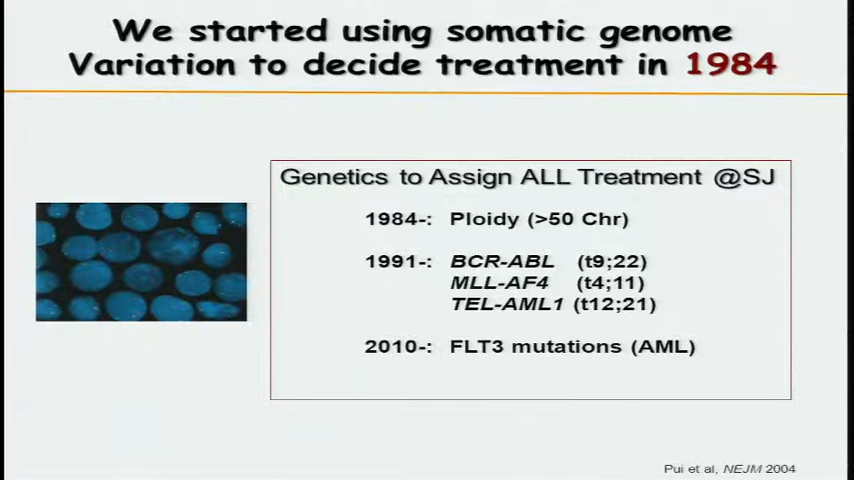 We started using somatic genome
Variation to decide treatment in 1984
Genetics to Assign ALL Treatment @SJ
1984-: Ploidy (>50 Chr)
1991-: BCR-ABL (t9;22)
MLL-AF4 (t4;11)
TEL-AML1 (t12;21)
2010-: FLT3 mutations (AML)
Pui et al, NEJM 2004